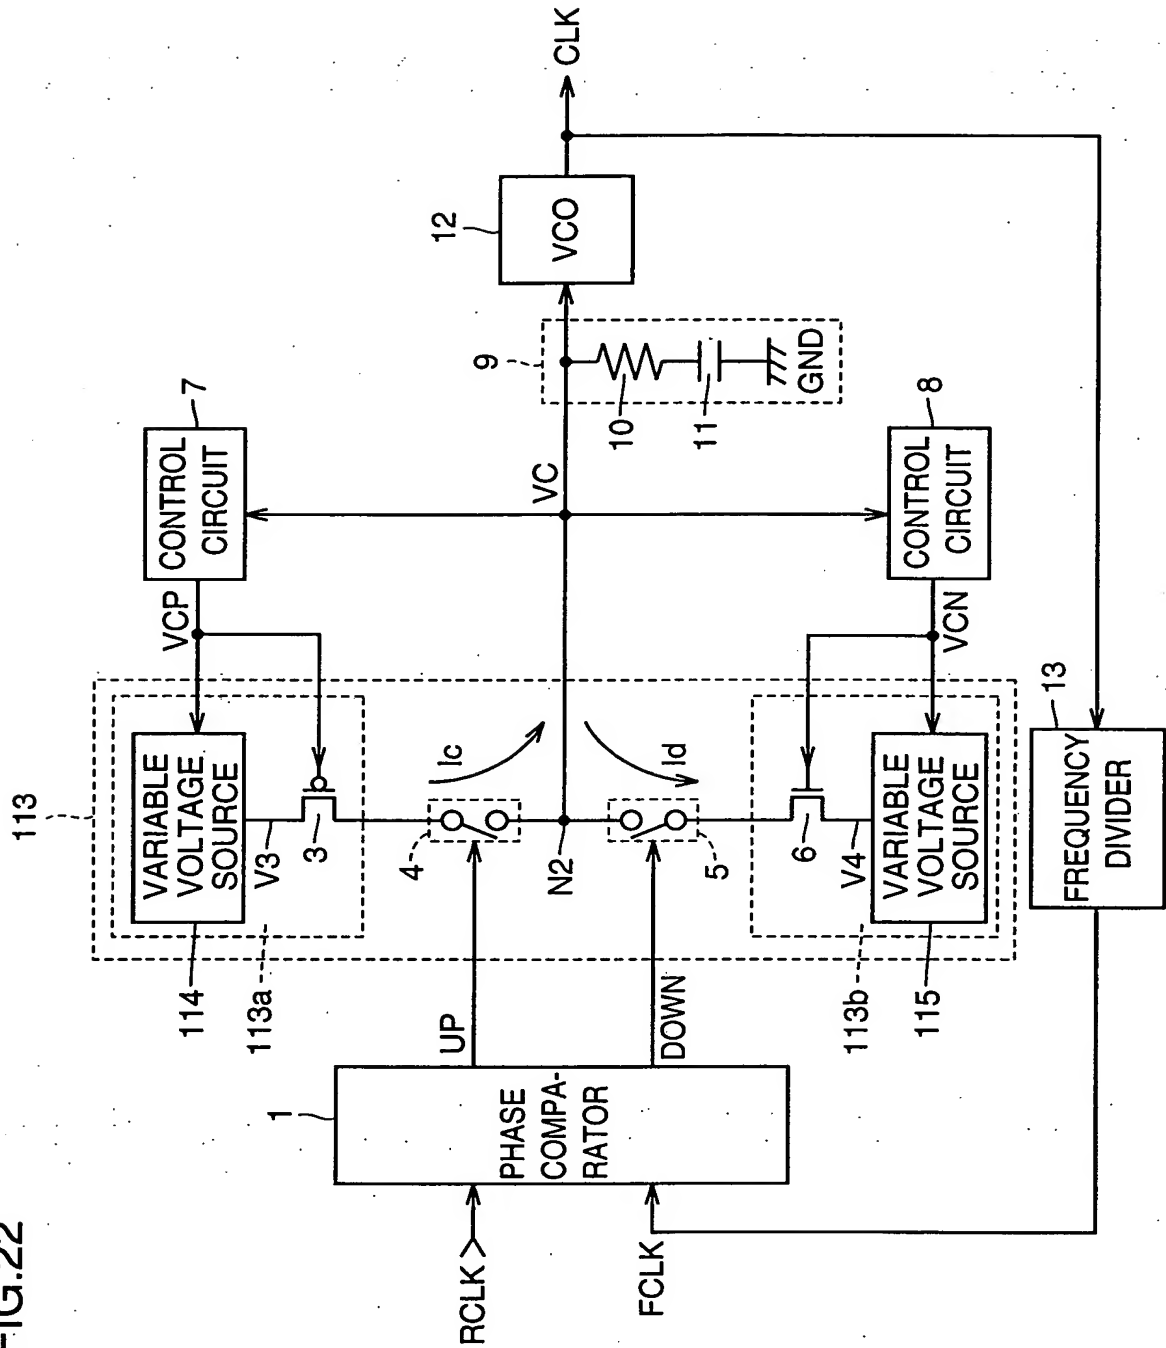 FIG.22
113
VARIABLE
VOLTAGE
SOURCE
114
113a
V3
3
VCP
CONTROL
CIRCUIT
7
1
PHASE
COMPA-
RATOR
RCLK
FCLK
UP
DOWN
4
5
Ic
Id
N2
VC
9
10
11
GND
12
VCO
CLK
6
V4
VARIABLE
VOLTAGE
SOURCE
113b
115
VCN
CONTROL
CIRCUIT
8
13
FREQUENCY
DIVIDER